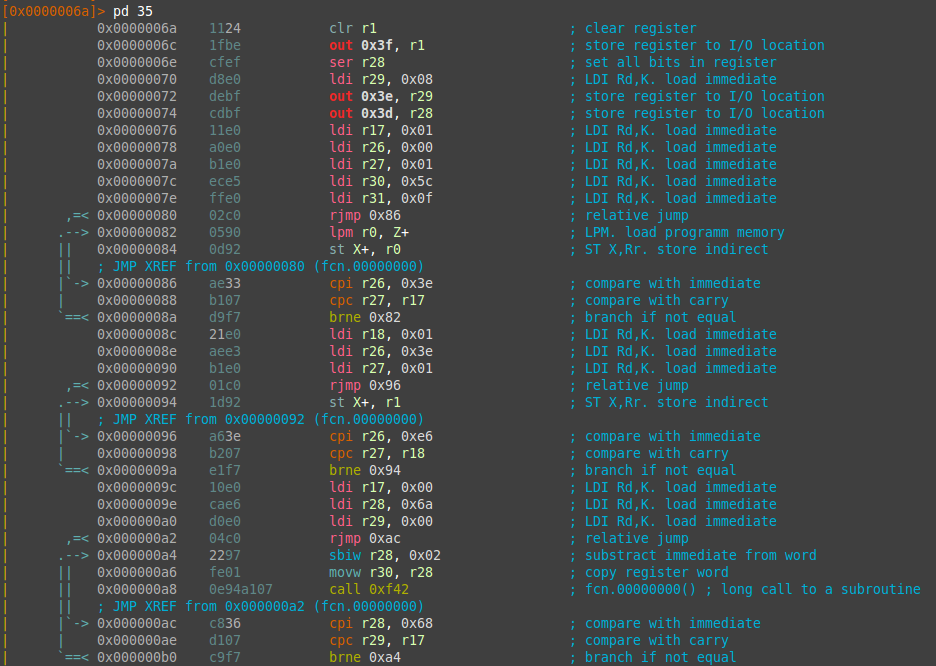 [0x0000006a]> pd 35
|           0x0000006a    1124           clr r1                        ; clear register
|           0x0000006c    1fbe           out 0x3f, r1                  ; store register to I/O location
|           0x0000006e    cfef           ser r28                       ; set all bits in register
|           0x00000070    d8e0           ldi r29, 0x08                 ; LDI Rd,K. load immediate
|           0x00000072    debf           out 0x3e, r29                 ; store register to I/O location
|           0x00000074    cdbf           out 0x3d, r28                 ; store register to I/O location
|           0x00000076    11e0           ldi r17, 0x01                 ; LDI Rd,K. load immediate
|           0x00000078    a0e0           ldi r26, 0x00                 ; LDI Rd,K. load immediate
|           0x0000007a    b1e0           ldi r27, 0x01                 ; LDI Rd,K. load immediate
|           0x0000007c    ece5           ldi r30, 0x5c                 ; LDI Rd,K. load immediate
|           0x0000007e    ffe0           ldi r31, 0x0f                 ; LDI Rd,K. load immediate
|       ,=< 0x00000080    02c0           rjmp 0x86                     ; relative jump
|      .--> 0x00000082    0590           lpm r0, Z+                    ; LPM. load programm memory
|      ||   0x00000084    0d92           st X+, r0                     ; ST X,Rr. store indirect
|      ||   ; JMP XREF from 0x00000080 (fcn.00000000)
|      |`-> 0x00000086    ae33           cpi r26, 0x3e                 ; compare with immediate
|      |    0x00000088    b107           cpc r27, r17                  ; compare with carry
|      `==< 0x0000008a    d9f7           brne 0x82                     ; branch if not equal
|           0x0000008c    21e0           ldi r18, 0x01                 ; LDI Rd,K. load immediate
|           0x0000008e    aee3           ldi r26, 0x3e                 ; LDI Rd,K. load immediate
|           0x00000090    b1e0           ldi r27, 0x01                 ; LDI Rd,K. load immediate
|       ,=< 0x00000092    01c0           rjmp 0x96                     ; relative jump
|      .--> 0x00000094    1d92           st X+, r1                     ; ST X,Rr. store indirect
|      ||   ; JMP XREF from 0x00000092 (fcn.00000000)
|      |`-> 0x00000096    a63e           cpi r26, 0xe6                 ; compare with immediate
|      |    0x00000098    b207           cpc r27, r18                  ; compare with carry
|      `==< 0x0000009a    e1f7           brne 0x94                     ; branch if not equal
|           0x0000009c    10e0           ldi r17, 0x00                 ; LDI Rd,K. load immediate
|           0x0000009e    cae6           ldi r28, 0x6a                 ; LDI Rd,K. load immediate
|           0x000000a0    d0e0           ldi r29, 0x00                 ; LDI Rd,K. load immediate
|       ,=< 0x000000a2    04c0           rjmp 0xac                     ; relative jump
|      .--> 0x000000a4    2297           sbiw r28, 0x02                ; substract immediate from word
|      ||   0x000000a6    fe01           movw r30, r28                 ; copy register word
|      ||   0x000000a8    0e94a107       call 0xf42                    ; fcn.00000000() ; long call to a subroutine
|      ||   ; JMP XREF from 0x000000a2 (fcn.00000000)
|      |`-> 0x000000ac    c836           cpi r28, 0x68                 ; compare with immediate
|      |    0x000000ae    d107           cpc r29, r17                  ; compare with carry
|      `==< 0x000000b0    c9f7           brne 0xa4                     ; branch if not equal